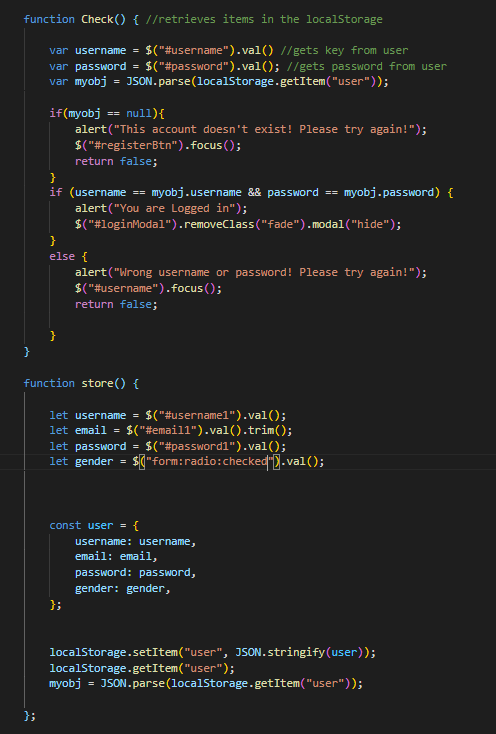 function Check() { //retrieves items in the localStorage
var username = $("#username").val() //gets key from user
var password = $("#password").val(); //gets password from user
var myobj = JSON.parse(localStorage.getItem("user"));
if(myobj == null){
alert("This account doesn't exist! Please try again!");
$("#registerBtn").focus();
return false;
}
if (username == myobj.username && password == myobj.password) {
alert("You are Logged in");
$("#loginModal").removeClass("fade").modal("hide");
}
else {
alert("Wrong username or password! Please try again!");
$("#username").focus();
return false;
}
}
function store() {
let username = $("#username1").val();
let email = $("#email1").val().trim();
let password = $("#password1").val();
let gender = $("form:radio:checked").val();
const user = {
username: username,
email: email,
password: password,
gender: gender,
};
localStorage.setItem("user", JSON.stringify(user));
localStorage.getItem("user");
myobj = JSON.parse(localStorage.getItem("user"));
};